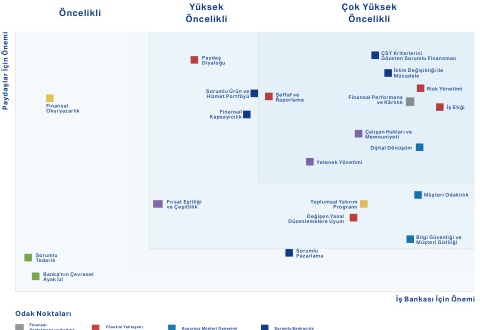 Öncelikli
Yüksek
Öncelikli
Çok Yüksek
Öncelikli
Paydaşlar İçin Önemi
Paydaş
Diyaloğu
ÇSY Kriterlerini
Gözeten Sorumlu Finansman
İklim Değişikliği ile
Mücadele
Finansal
Okuryazarlık
Sorumlu Ürün ve
Hizmet Portföyü
Şeffaf ve
Raporlama
Risk Yönetimi
Finansal Performans
ve Kârlılık
İş Etiği
Finansal
Kapsayıcılık
Çalışan Hakları ve
Memnuniyeti
Dijital Dönüşüm
Yetenek Yönetimi
Müşteri Odaklılık
Fırsat Eşitliği
ve Çeşitlilik
Toplumsal Yatırım
Programı
Değişen Yasal
Düzenlemelere Uyum
Bilgi Güvenliği ve
Müşteri Gizliliği
Sorumlu
Pazarlama
Sorumlu
Tedarik
Banka'nın Çevresel
Ayak İzi
İş Bankası İçin Önemi
Odak Noktaları
Finansal
Performans ve Kârlılık
Yönetim Yaklaşımı
Kusursuz Müşteri Deneyimi
Sorumlu Bankacılık